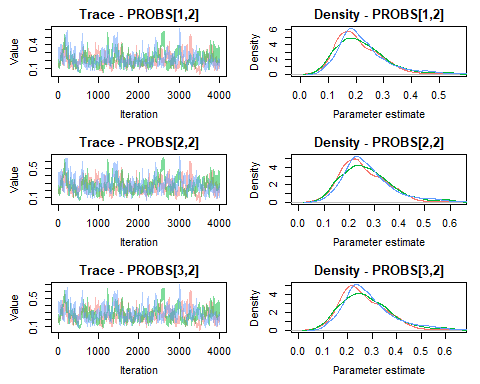 Trace - PROBS[1,2]
Value
0.1
0.4
0
1000
2000
3000
4000
Iteration
Density - PROBS[1,2]
Density
0
2
4
6
0.0
0.1
0.2
0.3
0.4
0.5
Parameter estimate
Trace - PROBS[2,2]
Value
0.1
0.5
0
1000
2000
3000
4000
Iteration
Density - PROBS[2,2]
Density
0
2
4
0.0
0.1
0.2
0.3
0.4
0.5
0.6
Parameter estimate
Trace - PROBS[3,2]
Value
0.1
0.5
0
1000
2000
3000
4000
Iteration
Density - PROBS[3,2]
Density
0
2
4
0.0
0.1
0.2
0.3
0.4
0.5
0.6
Parameter estimate